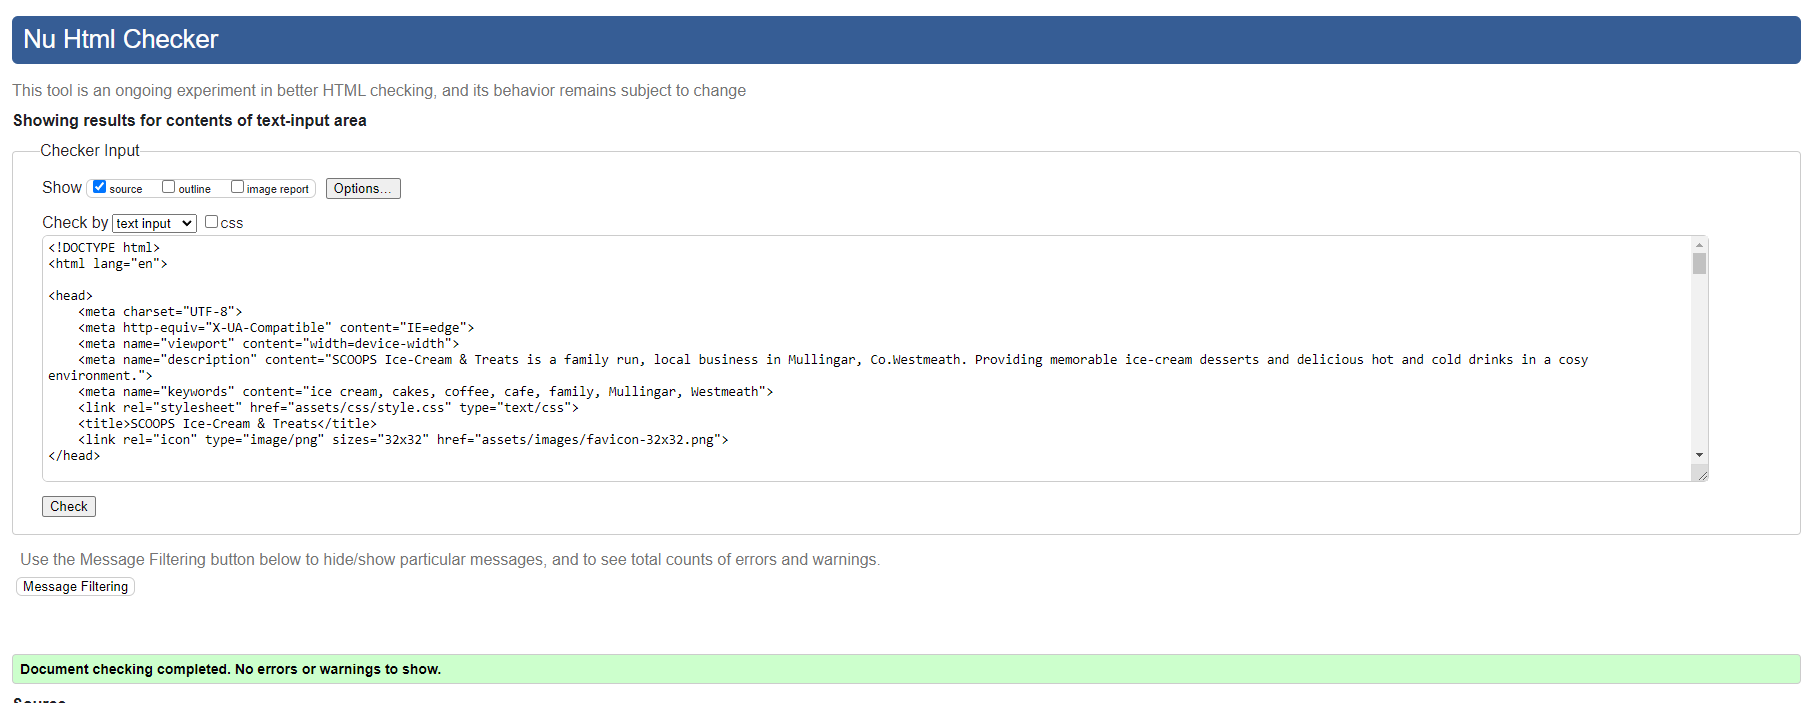 Nu Html Checker
This tool is an ongoing experiment in better HTML checking, and its behavior remains subject to change
Showing results for contents of text-input area
Checker Input
Show source outline image report Options...
Check by text input css
<!DOCTYPE html>
<html lang="en">
<head>
    <meta charset="UTF-8">
    <meta http-equiv="X-UA-Compatible" content="IE=edge">
    <meta name="viewport" content="width=device-width">
    <meta name="description" content="SCOOPS Ice-Cream & Treats is a family run, local business in Mullingar, Co.Westmeath. Providing memorable ice-cream desserts and delicious hot and cold drinks in a cosy
environment.">
    <meta name="keywords" content="ice cream, cakes, coffee, cafe, family, Mullingar, Westmeath">
    <link rel="stylesheet" href="assets/css/style.css" type="text/css">
    <title>SCOOPS Ice-Cream & Treats</title>
    <link rel="icon" type="image/png" sizes="32x32" href="assets/images/favicon-32x32.png">
</head>
Check
Use the Message Filtering button below to hide/show particular messages, and to see total counts of errors and warnings.
Message Filtering
Document checking completed. No errors or warnings to show.
Source